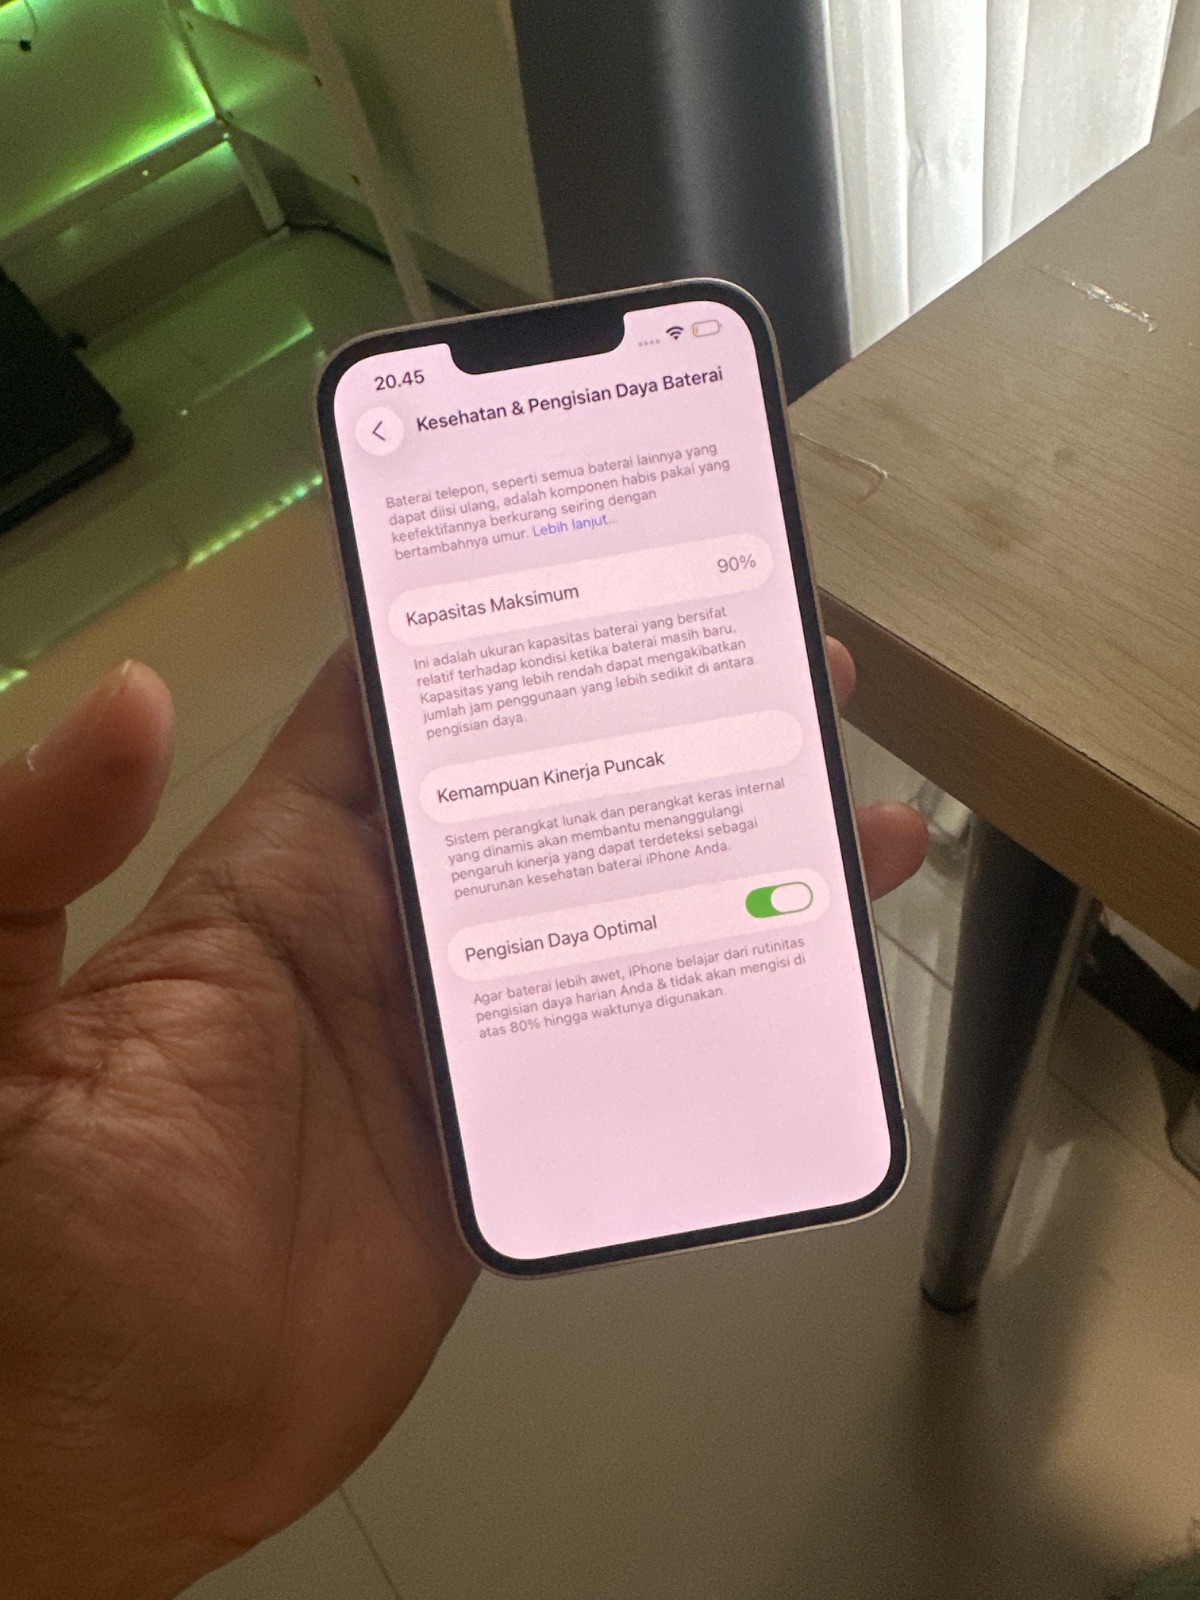 20.45
Kesehatan & Pengisian Daya Baterai
Baterai telepon, seperti semua baterai lainnya yang
dapat diisi ulang, adalah komponen habis pakai yang
keefektifannya berkurang seiring dengan
bertambahnya umur. Lebih lanjut...
Kapasitas Maksimum 90%
Ini adalah ukuran kapasitas baterai yang bersifat
relatif terhadap kondisi ketika baterai masih baru.
Kapasitas yang lebih rendah dapat mengakibatkan
jumlah jam penggunaan yang lebih sedikit di antara
pengisian daya.
Kemampuan Kinerja Puncak
Sistem perangkat lunak dan perangkat keras internal
yang dinamis akan membantu menanggulangi
pengaruh kinerja yang dapat terdeteksi sebagai
penurunan kesehatan baterai iPhone Anda.
Pengisian Daya Optimal
Agar baterai lebih awet, iPhone belajar dari rutinitas
pengisian daya harian Anda & tidak akan mengisi di
atas 80% hingga waktunya digunakan.